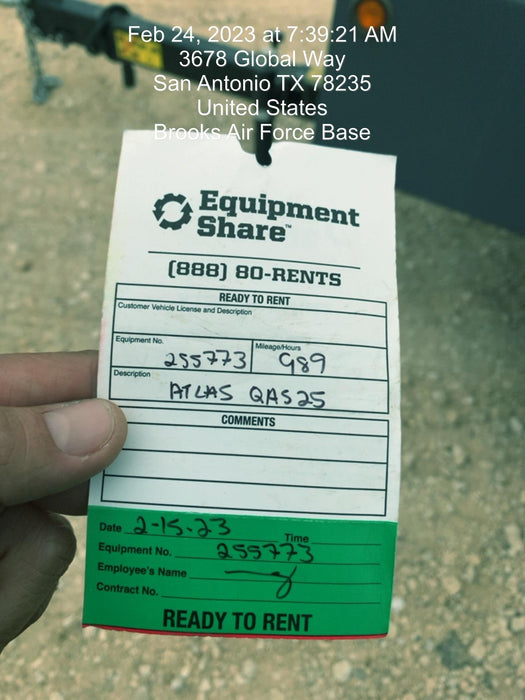 Feb 24, 2023 at 7:39:21 AM
3678 Global Way
San Antonio TX 78235
United States
Brooks Air Force Base
Equipment
Share™
(888) 80-RENTS
READY TO RENT
Customer Vehicle License and Description
Equipment No. 255773 Mileage/Hours 989
Description ATLAS QAS25
COMMENTS
Date 2-15-23 Time
Equipment No. 255773
Employee's Name
Contract No.
READY TO RENT